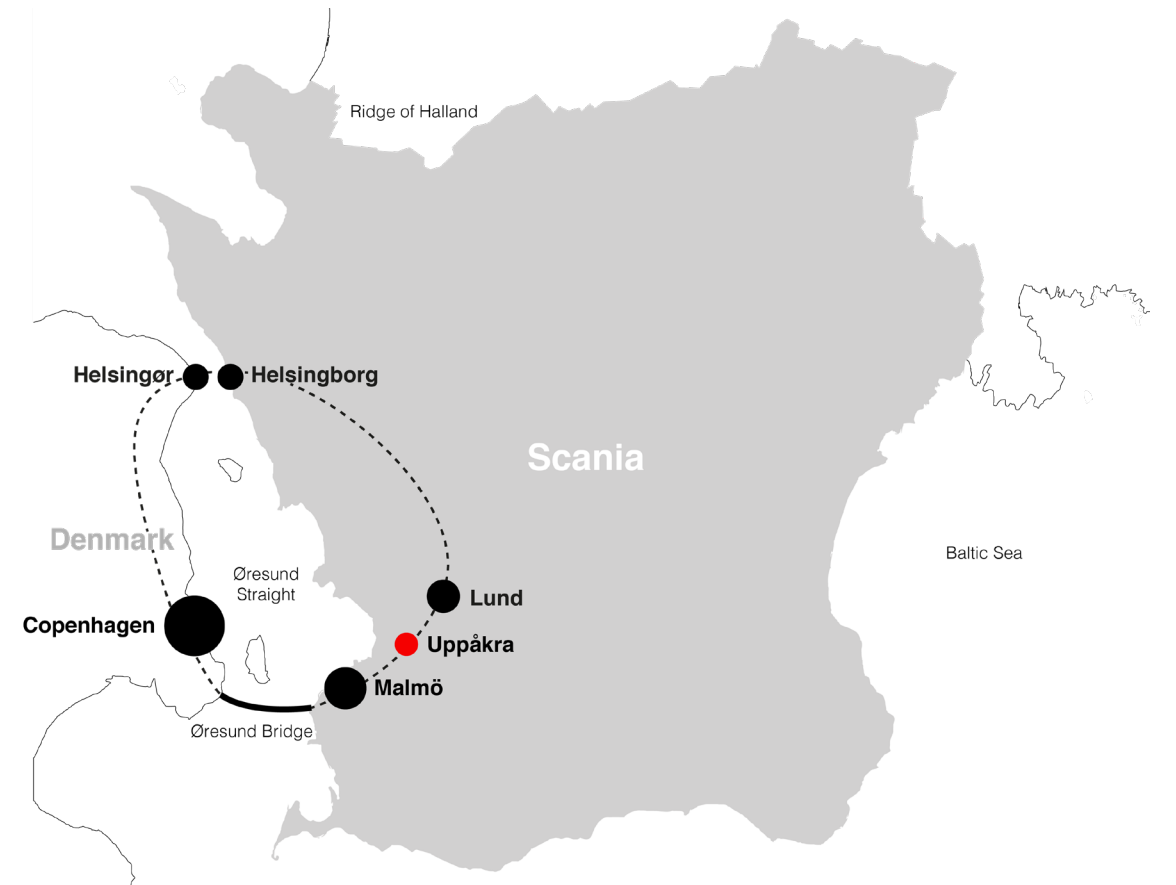 Ridge of Halland
Helsingør
Helsingborg
Scania
Denmark
Baltic Sea
Øresund
Straight
Lund
Copenhagen
Uppåkra
Malmö
Øresund Bridge